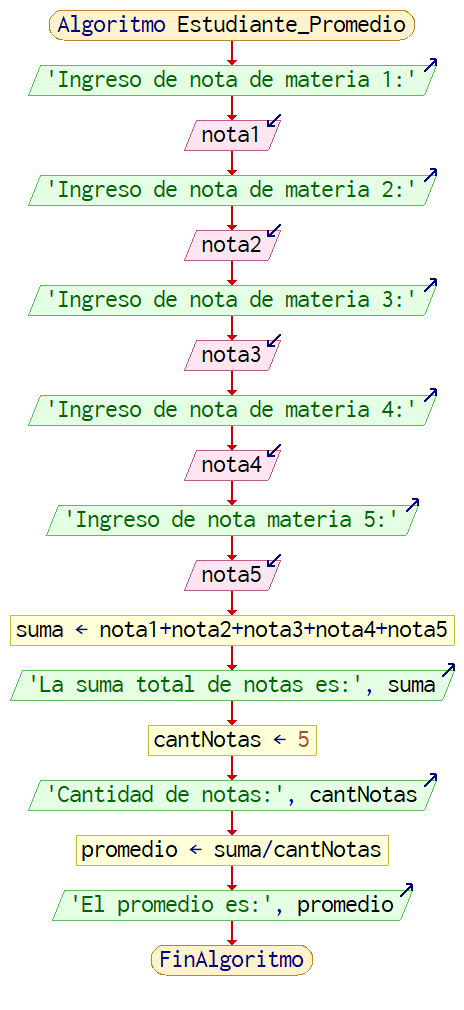 Algoritmo Estudiante_Promedio
'Ingreso de nota de materia 1:'
nota1
'Ingreso de nota de materia 2:'
nota2
'Ingreso de nota de materia 3:'
nota3
'Ingreso de nota de materia 4:'
nota4
'Ingreso de nota materia 5:'
nota5
suma ← nota1+nota2+nota3+nota4+nota5
'La suma total de notas es:', suma
cantNotas ← 5
'Cantidad de notas:', cantNotas
promedio ← suma/cantNotas
'El promedio es:', promedio
FinAlgoritmo